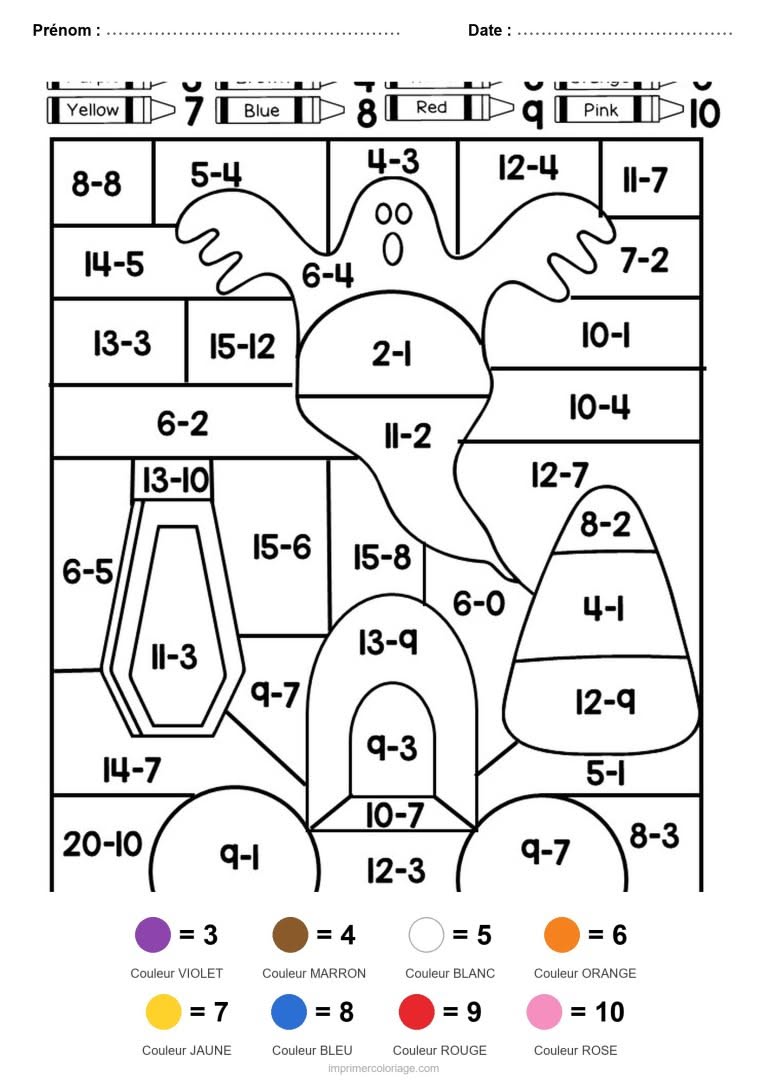 Prénom : Date :
Yellow 7 Blue 8 Red 9 Pink 10
8-8 5-4 4-3 12-4 11-7
14-5 6-4 7-2
13-3 15-12 2-1 10-1
6-2 11-2 10-4
13-10 12-7
8-2
6-5 15-6 15-8 6-0 4-1
11-3 13-9
9-7 12-9
9-3
14-7 5-1
10-7
20-10 9-1 12-3 9-7 8-3
= 3 = 4 = 5 = 6
Couleur VIOLET Couleur MARRON Couleur BLANC Couleur ORANGE
= 7 = 8 = 9 = 10
Couleur JAUNE Couleur BLEU Couleur ROUGE Couleur ROSE
imprimercoloriage.com